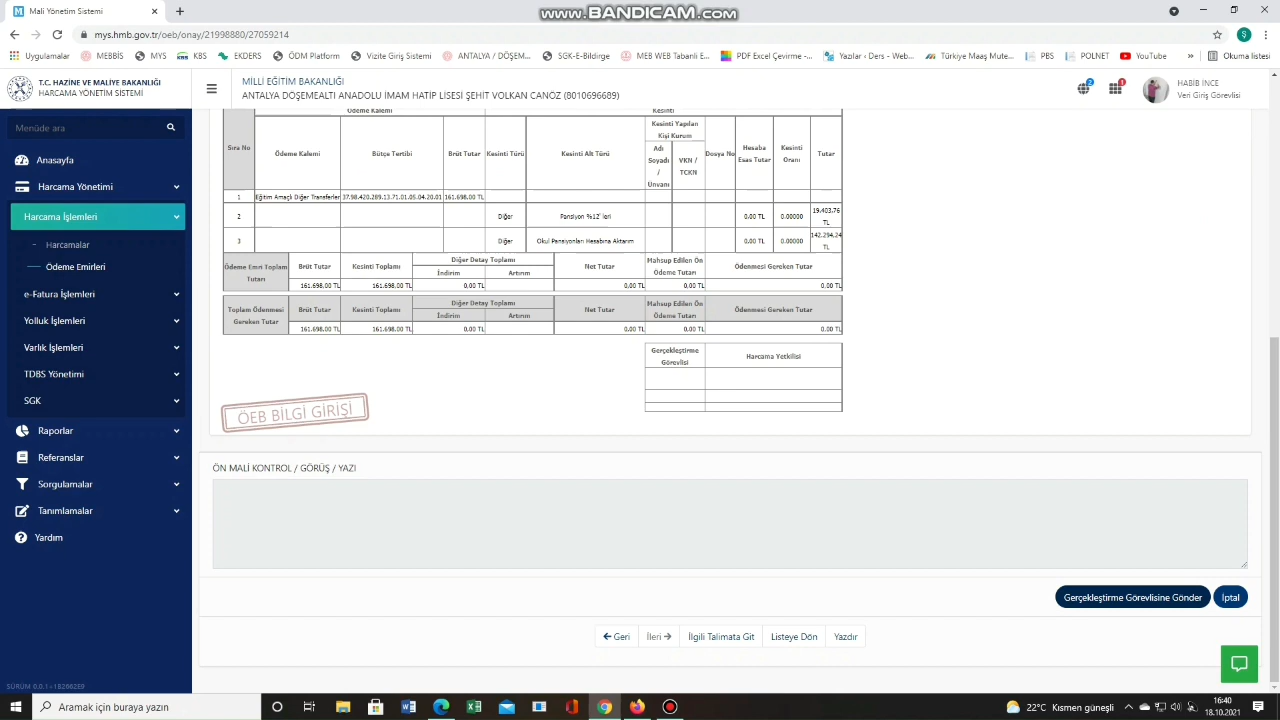 Mali Yönetim Sistemi
www.BANDICAM.com
mys.hmb.gov.tr/oeb/onay/21998880/27059214
Uygulamalar MEBBİS MYS KBS EKDERS ÖDM Platform Vizite Giriş Sistemi ANTALYA / DÖŞEM... SGK-E-Bildirge MEB WEB Tabanli E... PDF Excel Çevirme -... Yazılar ‹ Ders - Web... Türkiye Maaş Mute... PBS POLNET YouTube » Okuma listesi
T.C. HAZİNE VE MALİYE BAKANLIĞI
HARCAMA YÖNETİM SİSTEMİ
MİLLİ EĞİTİM BAKANLIĞI
ANTALYA DÖŞEMEALTI ANADOLU İMAM HATİP LİSESİ ŞEHİT VOLKAN CANÖZ (8010696689)
2
1
HABİB İNCE
Veri Giriş Görevlisi
Menüde ara
Anasayfa
Harcama Yönetimi
Harcama İşlemleri
Harcamalar
Ödeme Emirleri
e-Fatura İşlemleri
Yolluk İşlemleri
Varlık İşlemleri
TDBS Yönetimi
SGK
Raporlar
Referanslar
Sorgulamalar
Tanımlamalar
Yardım
SÜRÜM 0.0.1+1B2662E9
Ödeme Kalemi Kesinti
Sıra No Ödeme Kalemi Bütçe Tertibi Brüt Tutar Kesinti Türü Kesinti Alt Türü Kesinti Yapılan Kişi Kurum Adı Soyadı / Ünvanı VKN / TCKN Dosya No Hesaba Esas Tutar Kesinti Oranı Tutar
1 Eğitim Amaçlı Diğer Transferler 37.98.420.289.13.71.01.05.04.20.01 161.698,00 TL
2 Diğer Pansiyon %12' leri 0,00 TL 0.00000 19.403,76 TL
3 Diğer Okul Pansiyonları Hesabına Aktarım 0,00 TL 0.00000 142.294,24 TL
Ödeme Emri Toplam Tutarı Brüt Tutar Kesinti Toplamı Diğer Detay Toplamı İndirim Artırım Net Tutar Mahsup Edilen Ön Ödeme Tutarı Ödenmesi Gereken Tutar
161.698,00 TL 161.698,00 TL 0,00 TL 0,00 TL 0,00 TL 0,00 TL
Toplam Ödenmesi Gereken Tutar Brüt Tutar Kesinti Toplamı Diğer Detay Toplamı İndirim Artırım Net Tutar Mahsup Edilen Ön Ödeme Tutarı Ödenmesi Gereken Tutar
161.698,00 TL 161.698,00 TL 0,00 TL 0,00 TL 0,00 TL 0,00 TL
Gerçekleştirme Görevlisi Harcama Yetkilisi
ÖEB BİLGİ GİRİŞİ
ÖN MALİ KONTROL / GÖRÜŞ / YAZI
Gerçekleştirme Görevlisine Gönder İptal
Geri İleri İlgili Talimata Git Listeye Dön Yazdır
Aramak için buraya yazın
22°C Kısmen güneşli
16:40
18.10.2021